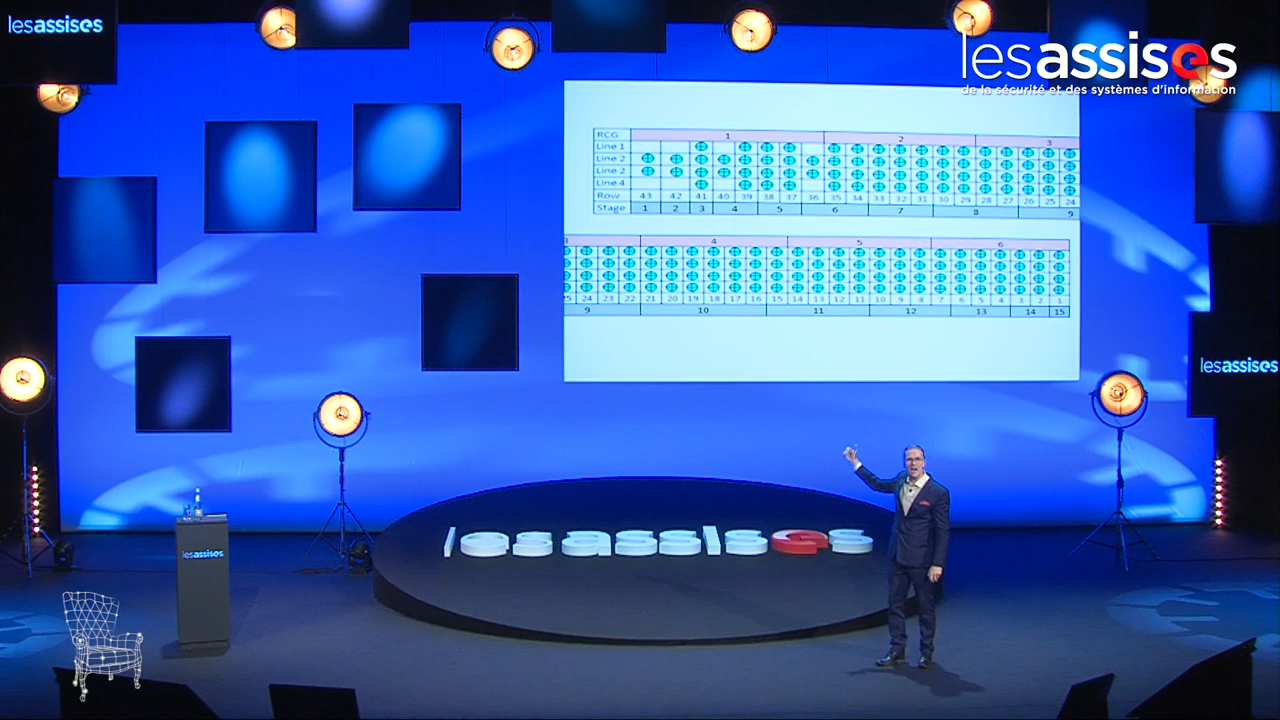 lesassises
lesassises
de la sécurité et des systèmes d'information
RCG 1 2 3
Line 1
Line 2
Line 2
Line 4
Row 43 42 41 40 39 38 37 36 35 34 33 32 31 30 29 28 27 26 25 24
Stage 1 2 3 4 5 6 7 8 9
3 4 5 6
25 24 23 22 21 20 19 18 17 16 15 14 13 12 11 10 9 8 7 6 5 4 3 2 1
9 10 11 12 13 14 15
lesassises
lesassises
lesassises